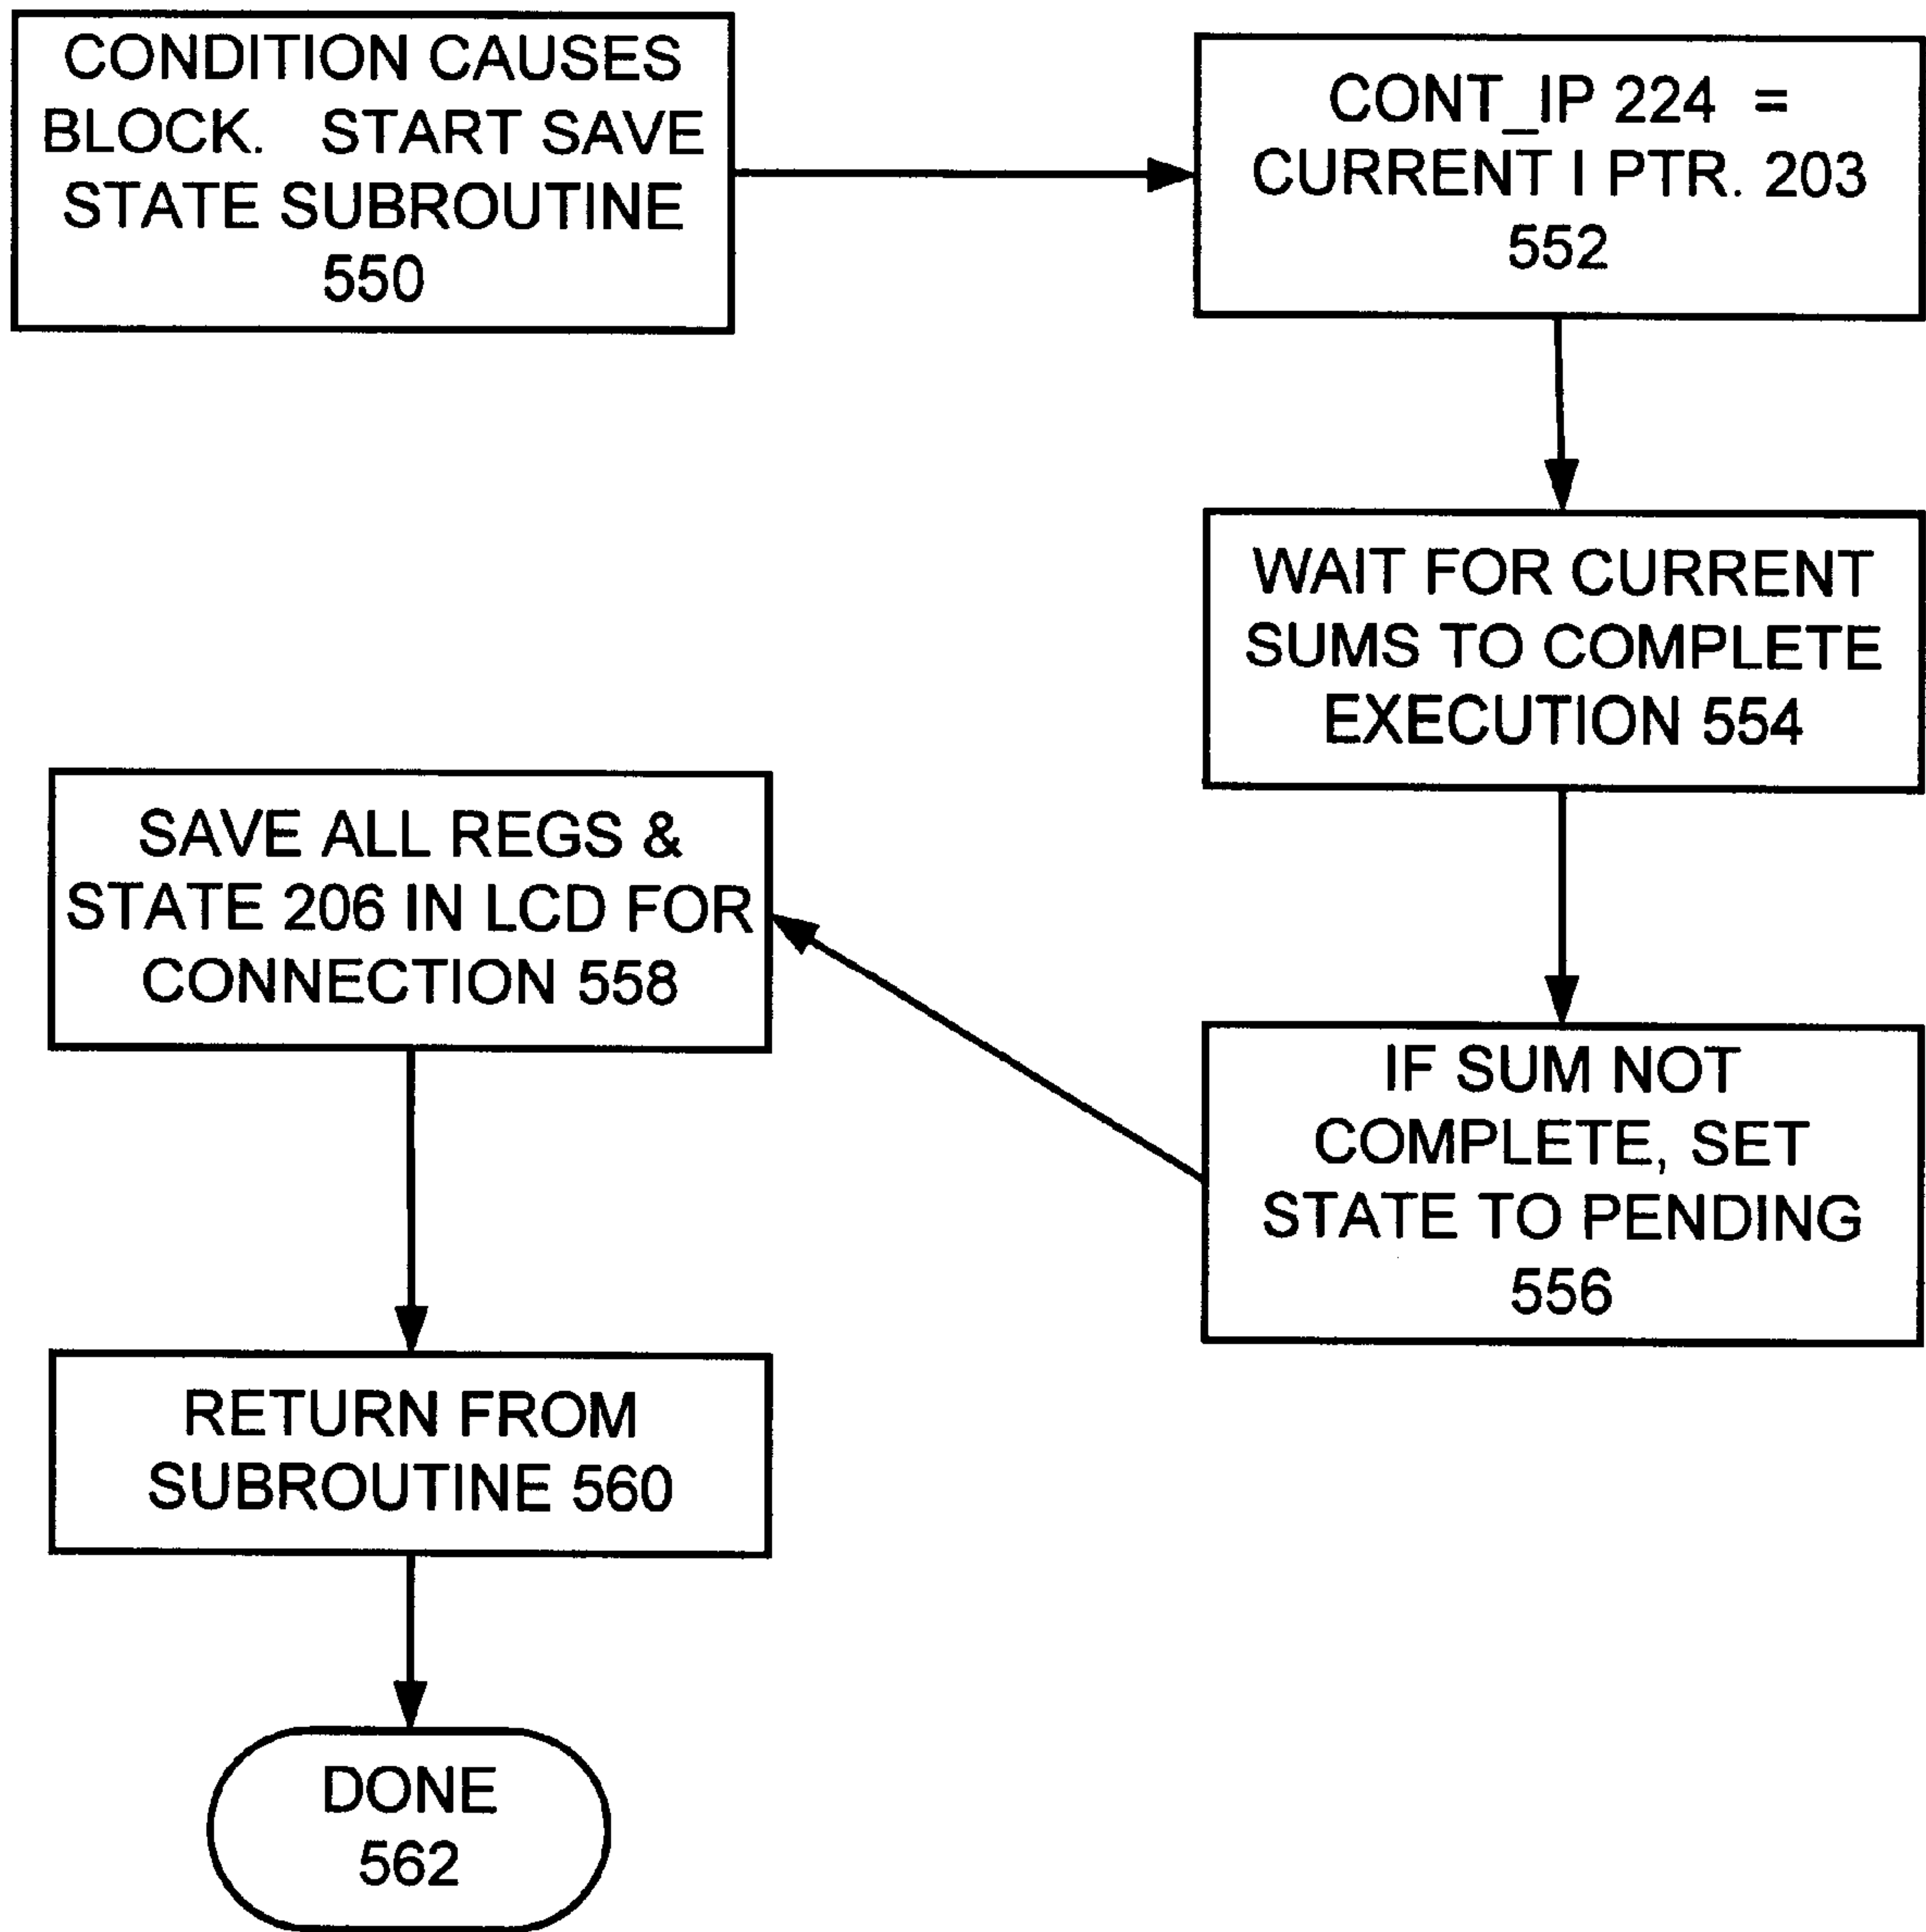 CONDITION CAUSES
BLOCK. START SAVE
STATE SUBROUTINE
550
CONT_IP 224 =
CURRENT I PTR. 203
552
WAIT FOR CURRENT
SUMS TO COMPLETE
EXECUTION 554
IF SUM NOT
COMPLETE, SET
STATE TO PENDING
556
SAVE ALL REGS &
STATE 206 IN LCD FOR
CONNECTION 558
RETURN FROM
SUBROUTINE 560
DONE
562